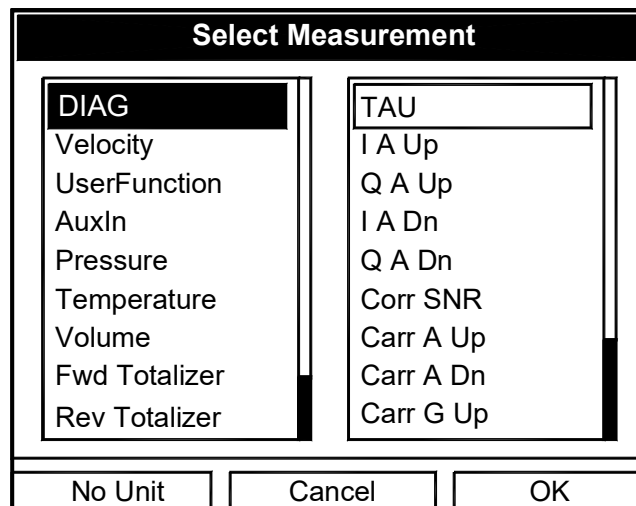 Select Measurement
DIAG
Velocity
UserFunction
AuxIn
Pressure
Temperature
Volume
Fwd Totalizer
Rev Totalizer
TAU
I A Up
Q A Up
I A Dn
Q A Dn
Corr SNR
Carr A Up
Carr A Dn
Carr G Up
No Unit
Cancel
OK